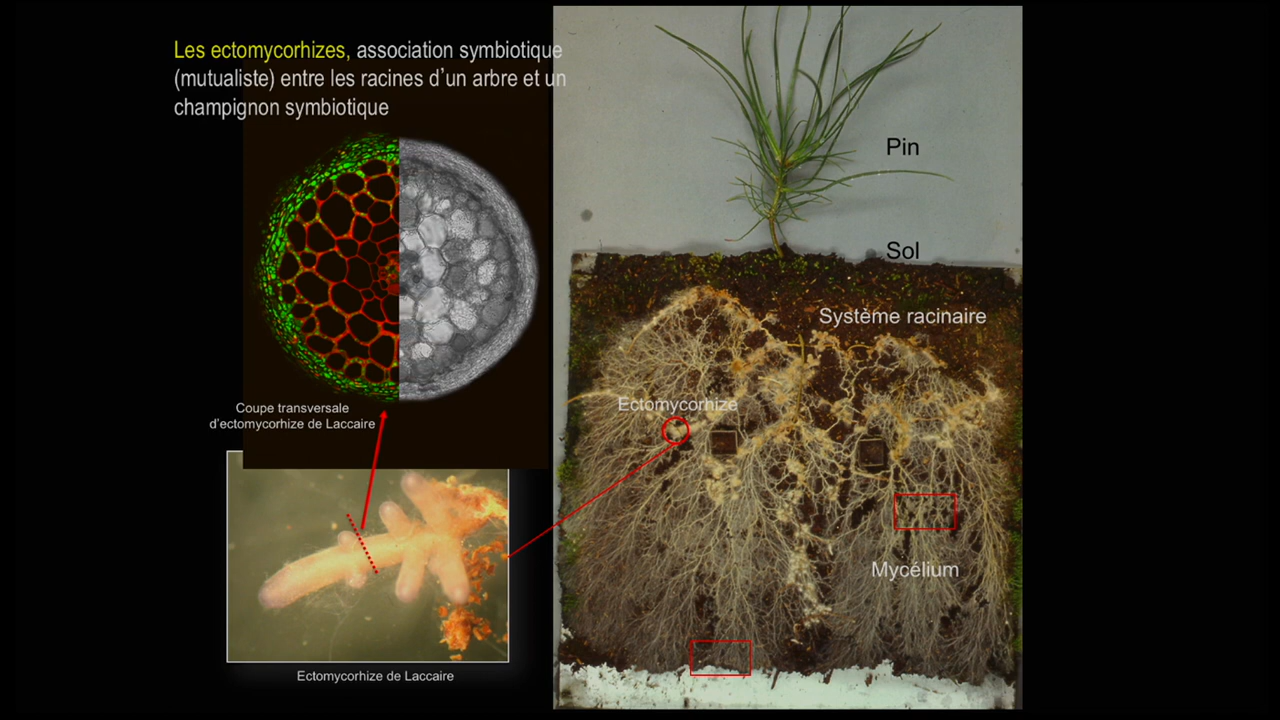 Les ectomycorhizes, association symbiotique
(mutualiste) entre les racines d'un arbre et un
champignon symbiotique
Pin
Sol
Système racinaire
Ectomycorhize
Coupe transversale
d'ectomycorhize de Laccaire
Mycélium
Ectomycorhize de Laccaire